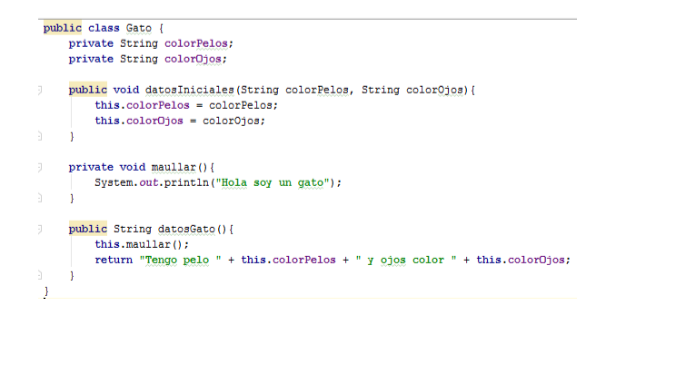 public class Gato {
private String colorPelos;
private String colorOjos;
public void datosIniciales(String colorPelos, String colorOjos){
this.colorPelos = colorPelos;
this.colorOjos = colorOjos;
}
private void maullar(){
System.out.println("Hola soy un gato");
}
public String datosGato(){
this.maullar();
return "Tengo pelo " + this.colorPelos + " y ojos color " + this.colorOjos;
}
}